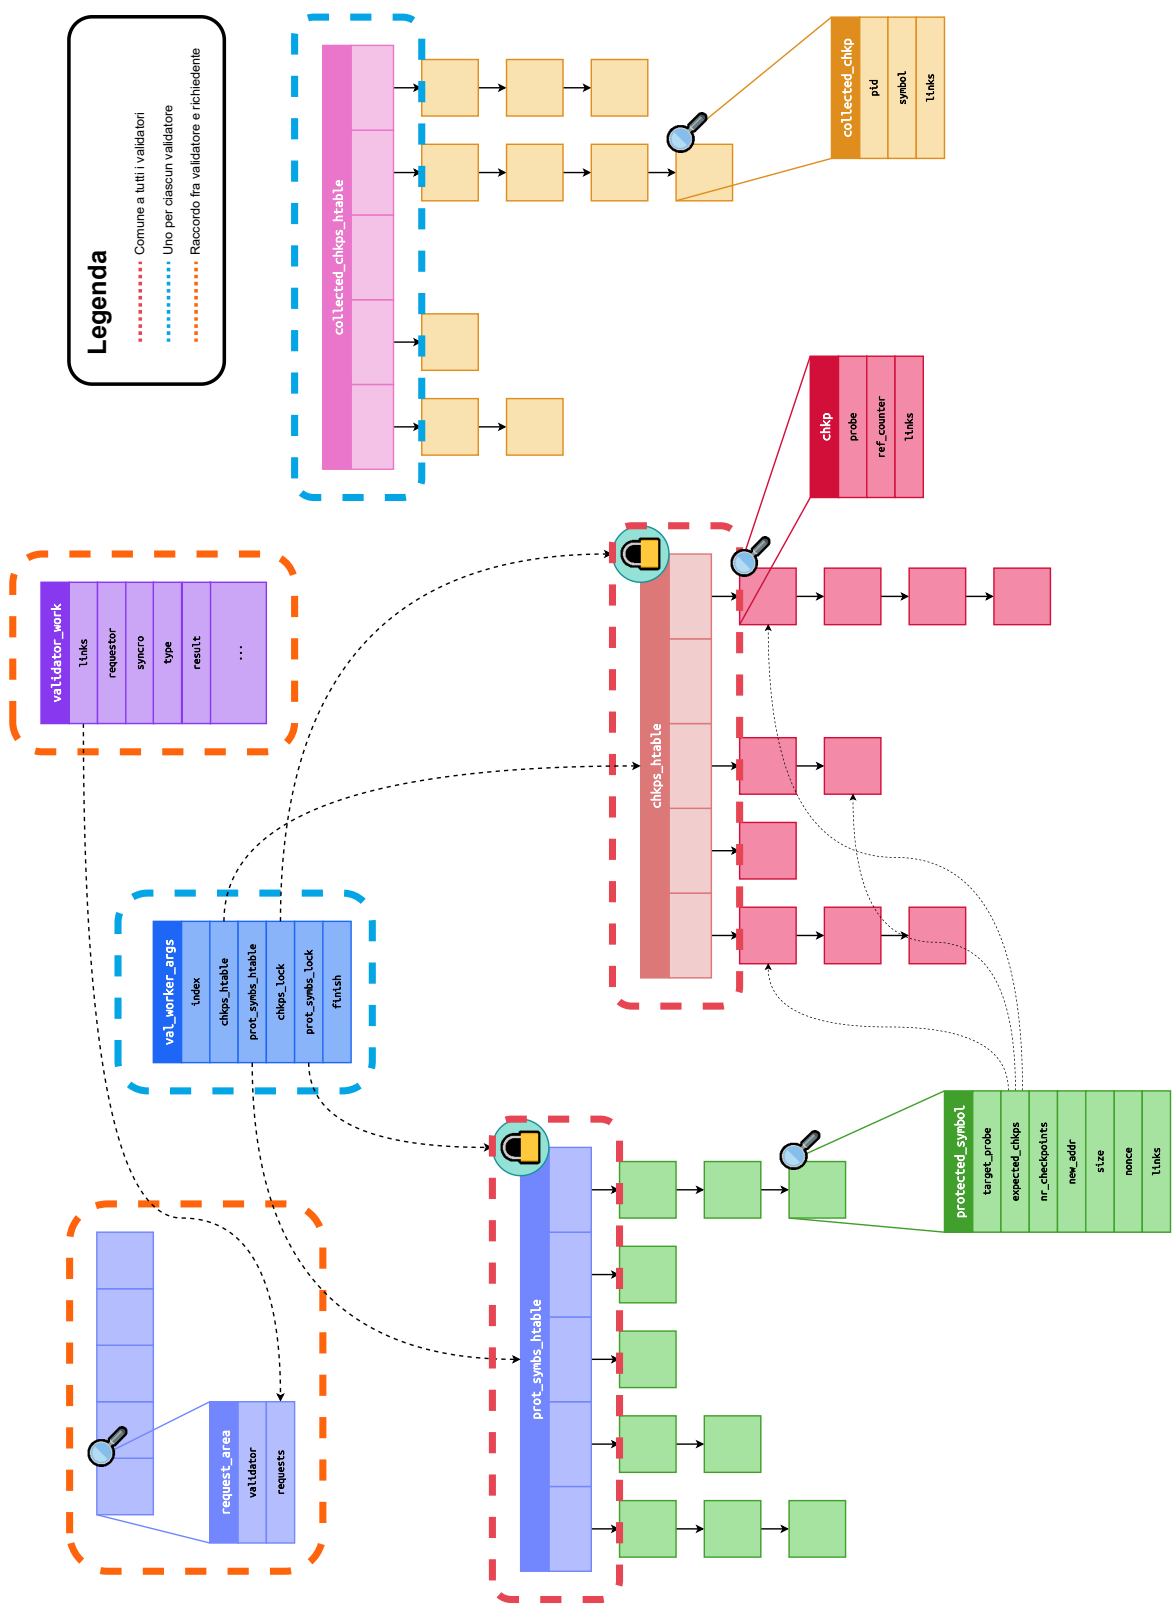 Legenda
Comune a tutti i validatori
Uno per ciascun validatore
Raccordo fra validatore e richiedente
collected_chkps_htable
collected_chkp
pid
symbol
links
validator_work
links
requestor
syncro
type
result
...
chkp
probe
ref_counter
links
chkps_htable
val_worker_args
index
chkps_htable
prot_symbs_htable
chkps_lock
prot_symbs_lock
finish
request_area
validator
requests
prot_symbs_htable
protected_symbol
target_probe
expected_chkps
nr_checkpoints
new_addr
size
nonce
links